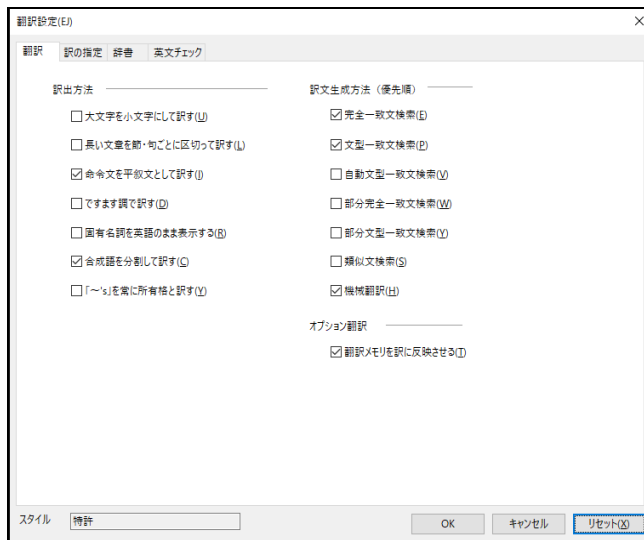 翻訳設定(EJ)
翻訳 訳の指定 辞書 英文チェック
訳出方法
大文字を小文字にして訳す(U)
長い文章を節・句ごとに区切って訳す(L)
命令文を平叙文として訳す(I)
ですます調で訳す(D)
固有名詞を英語のまま表示する(R)
合成語を分割して訳す(C)
「～'s」を常に所有格と訳す(Y)
訳文生成方法（優先順）
完全一致文検索(E)
文型一致文検索(P)
自動文型一致文検索(V)
部分完全一致文検索(W)
部分文型一致文検索(Y)
類似文検索(S)
機械翻訳(H)
オプション翻訳
翻訳メモリを訳に反映させる(T)
スタイル 特許
OK キャンセル リセット(X)